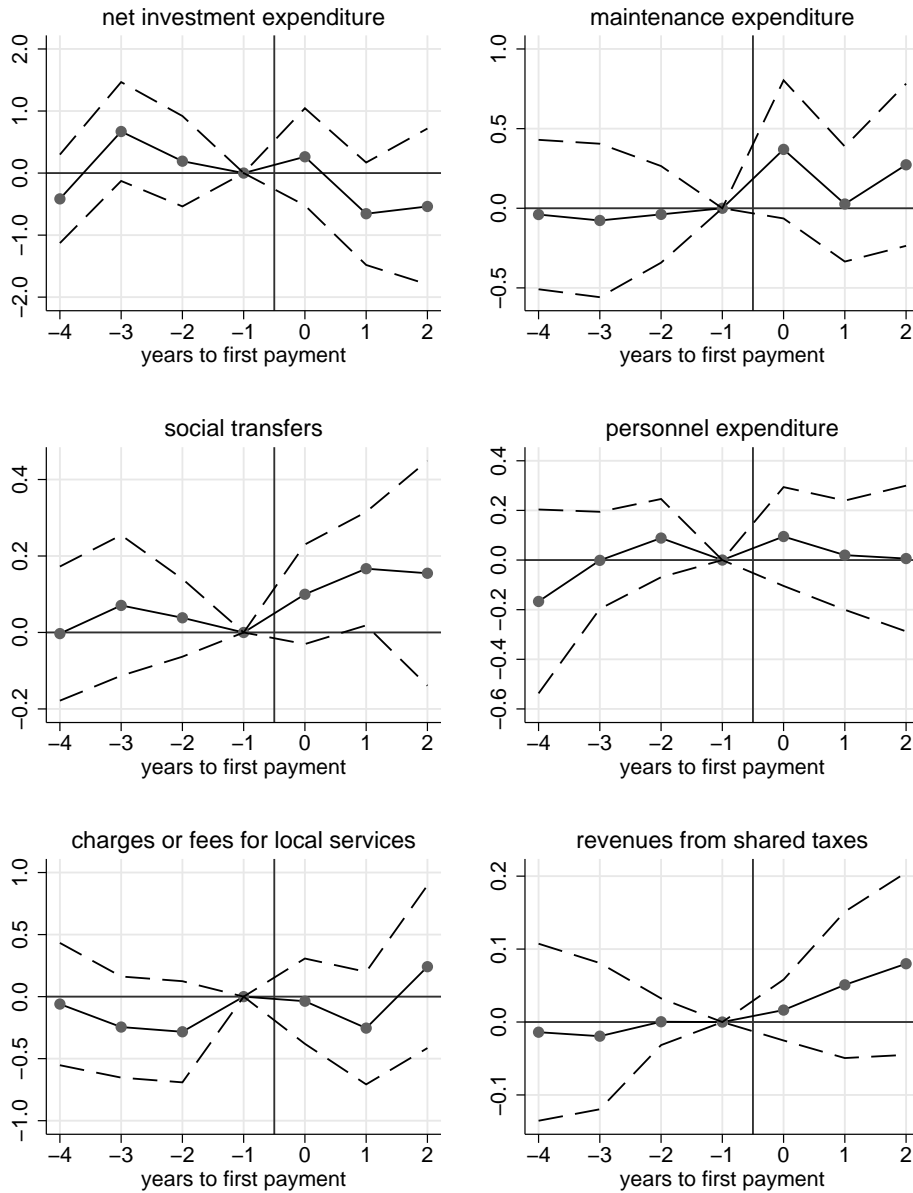 net investment expenditure
2.0
1.0
0.0
−1.0
−2.0
−4 −3 −2 −1 0 1 2
years to first payment
maintenance expenditure
1.0
0.5
0.0
−0.5
−4 −3 −2 −1 0 1 2
years to first payment
social transfers
0.4
0.2
0.0
−0.2
−4 −3 −2 −1 0 1 2
years to first payment
personnel expenditure
0.4
0.2
0.0
−0.2
−0.4
−0.6
−4 −3 −2 −1 0 1 2
years to first payment
charges or fees for local services
1.0
0.5
0.0
−0.5
−1.0
−4 −3 −2 −1 0 1 2
years to first payment
revenues from shared taxes
0.2
0.1
0.0
−0.1
−4 −3 −2 −1 0 1 2
years to first payment